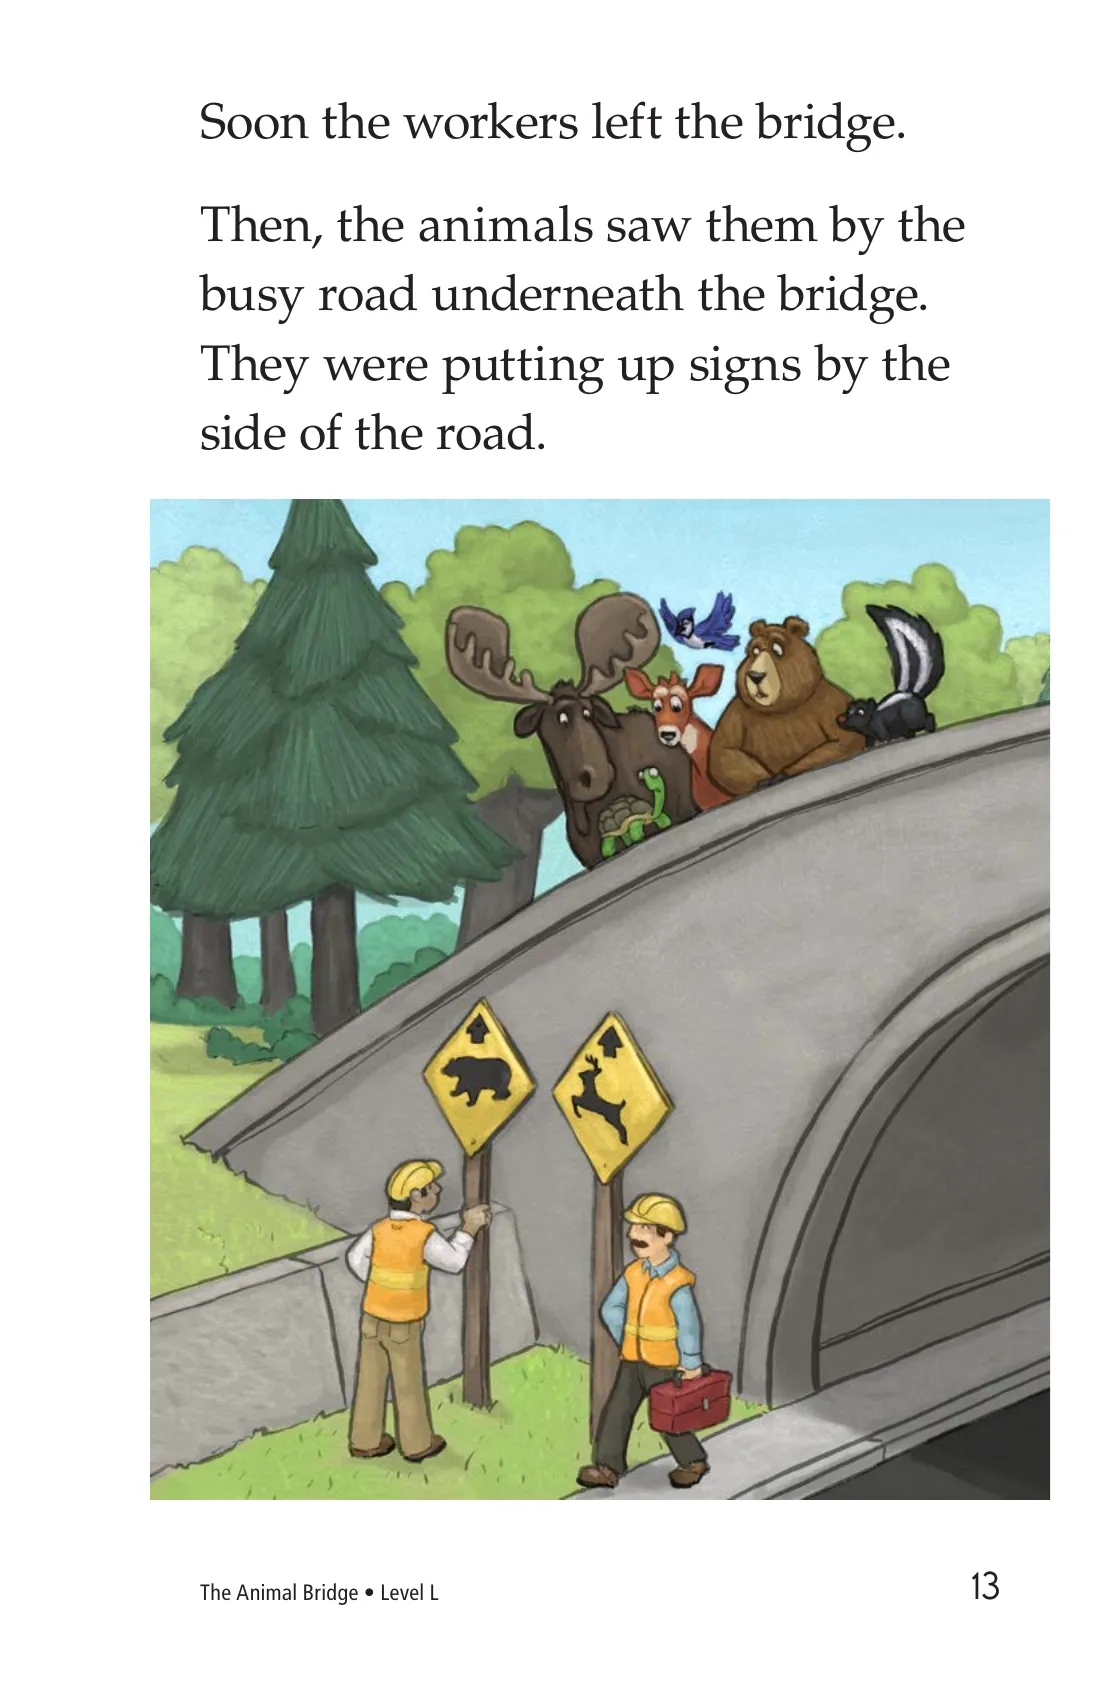 Soon the workers left the bridge.
Then, the animals saw them by the
busy road underneath the bridge.
They were putting up signs by the
side of the road.
The Animal Bridge • Level L
13